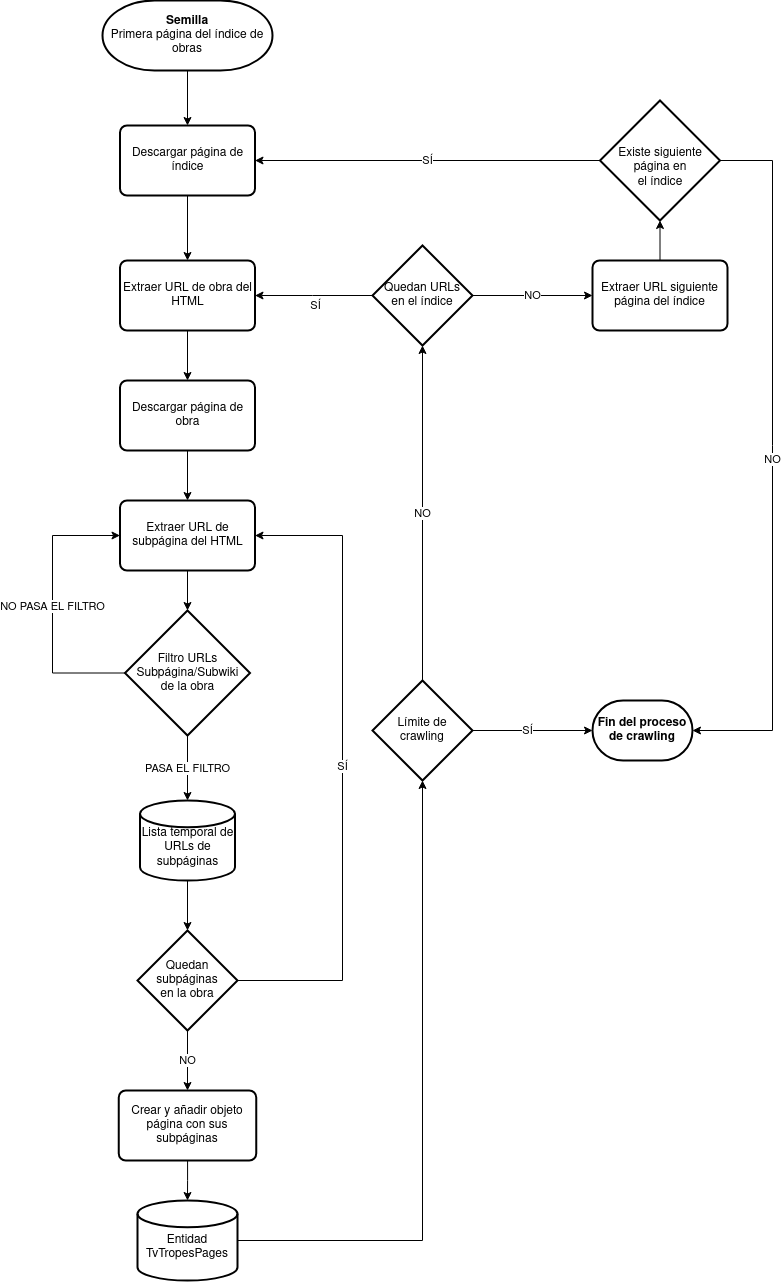 Semilla
Primera página del índice de
obras
Descargar página de
índice
SÍ
Existe siguiente
página en
el índice
Extraer URL de obra del
HTML
SÍ
Quedan URLs
en el índice
NO
Extraer URL siguiente
página del índice
Descargar página de
obra
NO
NO
Extraer URL de
subpágina del HTML
NO PASA EL FILTRO
Filtro URLs
Subpágina/Subwiki
de la obra
Límite de
crawling
SÍ
Fin del proceso
de crawling
PASA EL FILTRO
SÍ
Lista temporal de
URLs de
subpáginas
Quedan
subpáginas
en la obra
NO
Crear y añadir objeto
página con sus
subpáginas
Entidad
TvTropesPages